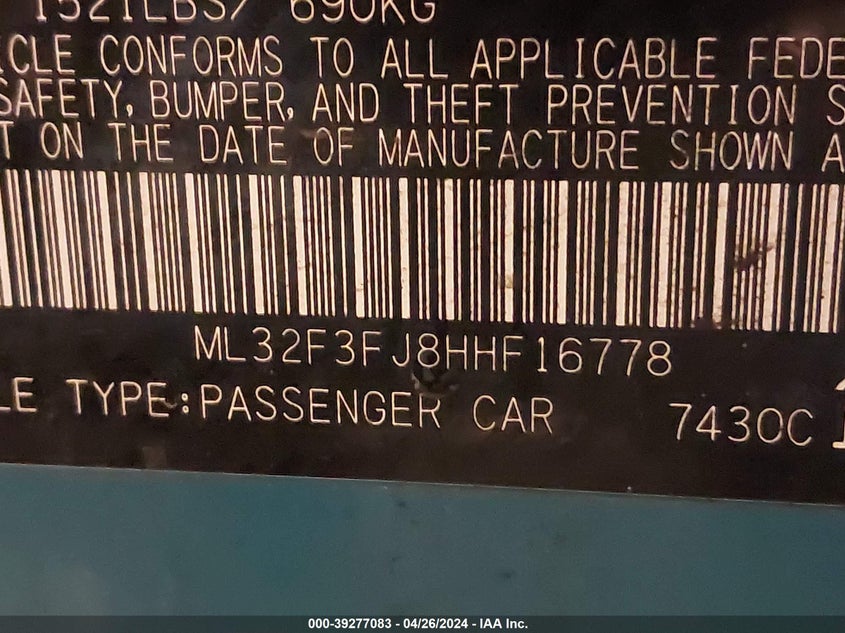 1521LBS/ 690KG
ICLE CONFORMS TO ALL APPLICABLE FEDE
SAFETY, BUMPER, AND THEFT PREVENTION S
T ON THE DATE OF MANUFACTURE SHOWN A
ML32F3FJ8HHF16778
LE TYPE:PASSENGER CAR 7430C
000-39277083 - 04/26/2024 - IAA Inc.